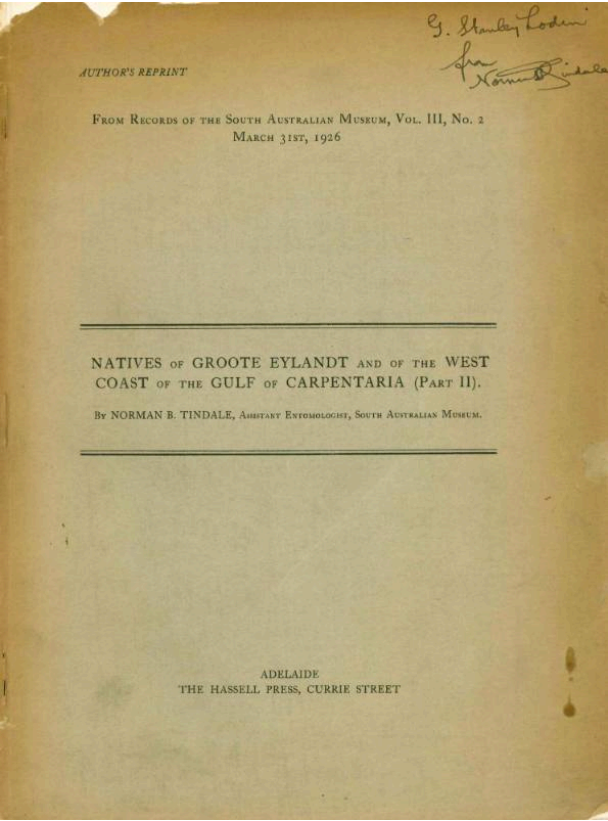 G. Stanley
from
Norman B Tindale
AUTHOR'S REPRINT
FROM RECORDS OF THE SOUTH AUSTRALIAN MUSEUM, VOL. III, NO. 2
MARCH 31ST, 1926
NATIVES OF GROOTE EYLANDT AND OF THE WEST
COAST OF THE GULF OF CARPENTARIA (PART II).
BY NORMAN B. TINDALE, ASSISTANT ENTOMOLOGIST, SOUTH AUSTRALIAN MUSEUM.
ADELAIDE
THE HASSELL PRESS, CURRIE STREET